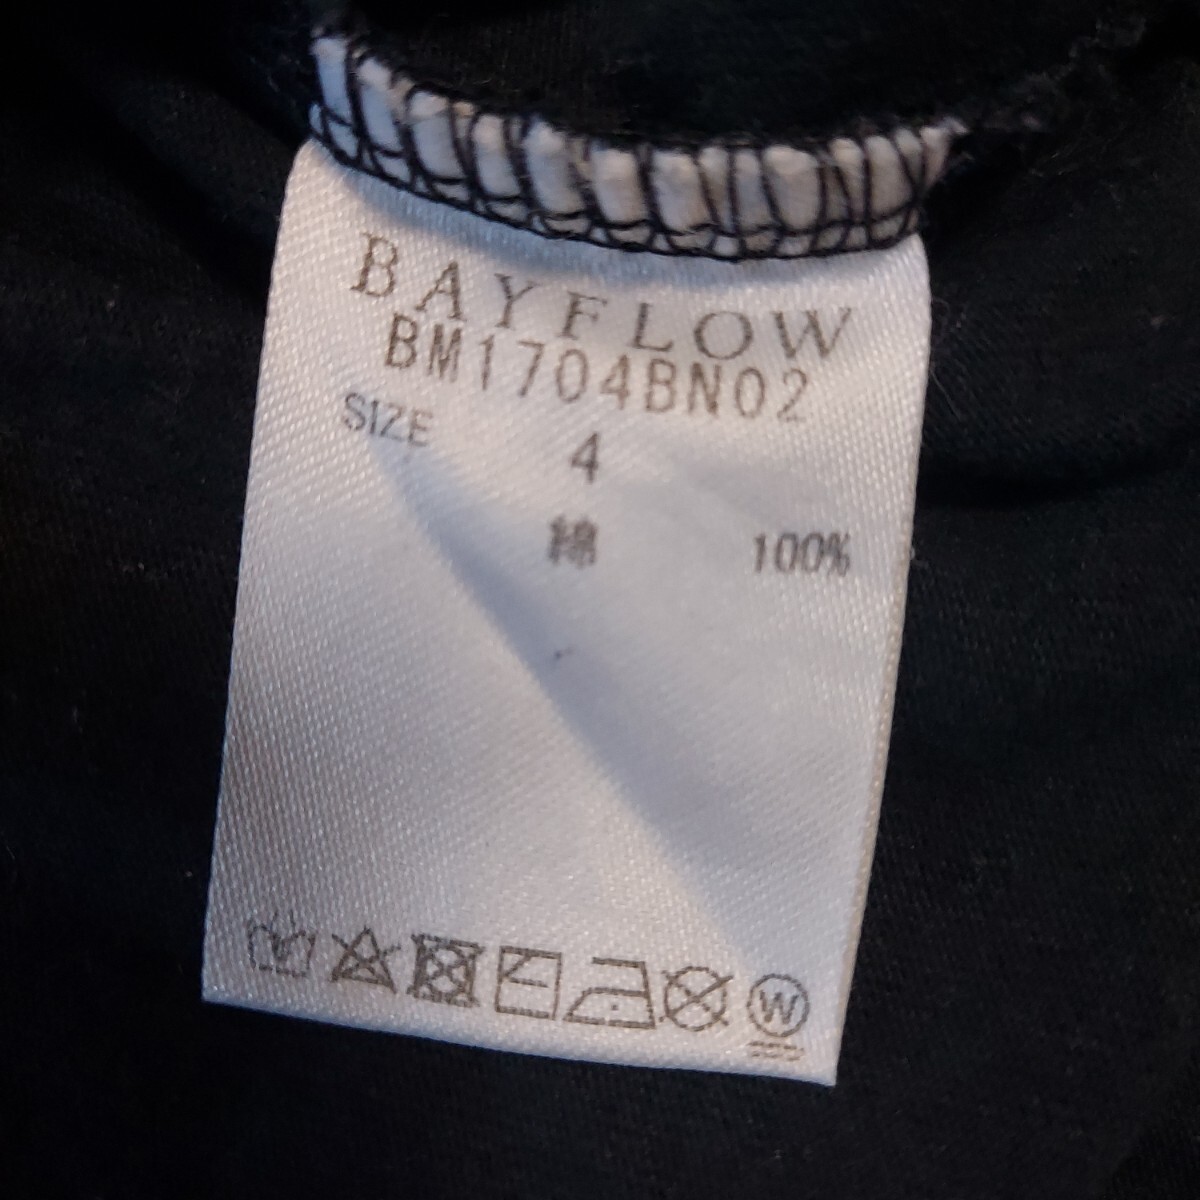 BAYFLOW
BM1704BN02
SIZE 4
綿 100%
W